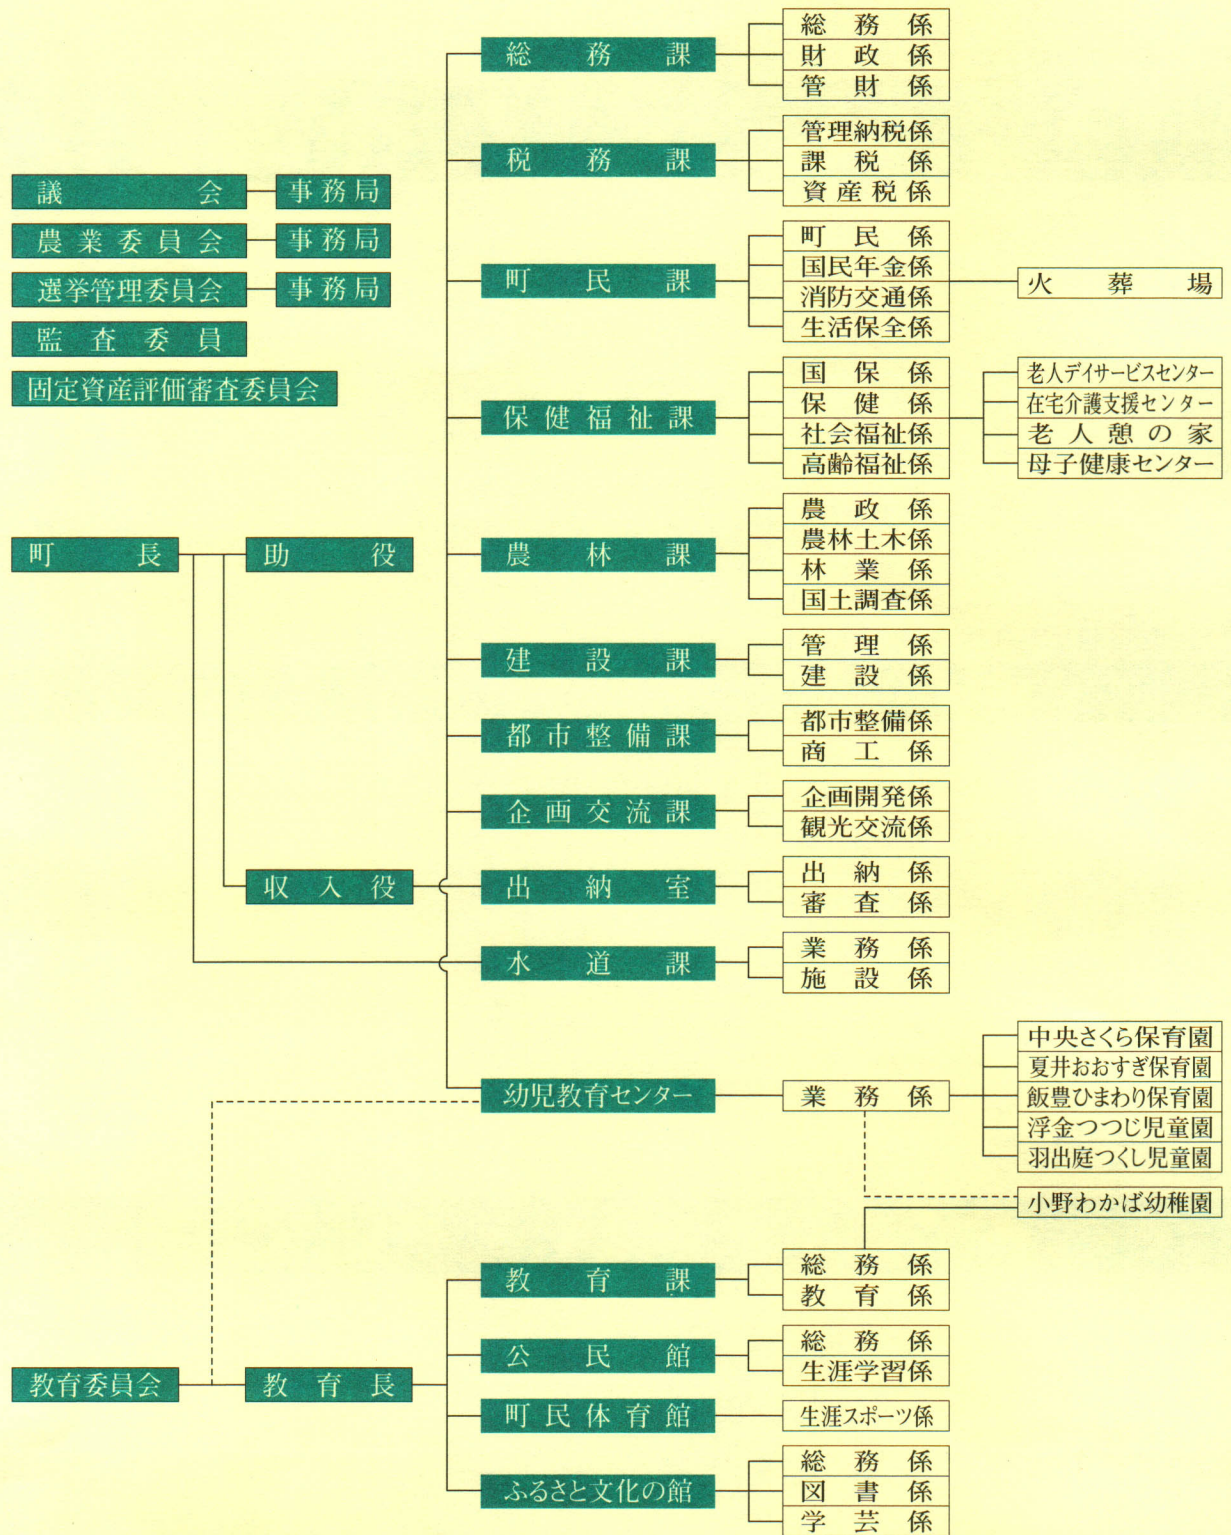 議会
事務局
農業委員会
事務局
選挙管理委員会
事務局
監査委員
固定資産評価審査委員会
町長
助役
収入役
総務課
総務係
財政係
管財係
税務課
管理納税係
課税係
資産税係
町民課
町民係
国民年金係
消防交通係
生活保全係
火葬場
保健福祉課
国保係
保健係
社会福祉係
高齢福祉係
老人デイサービスセンター
在宅介護支援センター
老人憩の家
母子健康センター
農林課
農政係
農林土木係
林業係
国土調査係
建設課
管理係
建設係
都市整備課
都市整備係
商工係
企画交流課
企画開発係
観光交流係
出納室
出納係
審査係
水道課
業務係
施設係
幼児教育センター
業務係
中央さくら保育園
夏井おおすぎ保育園
飯豊ひまわり保育園
浮金つつじ児童園
羽出庭つくし児童園
小野わかば幼稚園
教育委員会
教育長
教育課
総務係
教育係
公民館
総務係
生涯学習係
町民体育館
生涯スポーツ係
ふるさと文化の館
総務係
図書係
学芸係